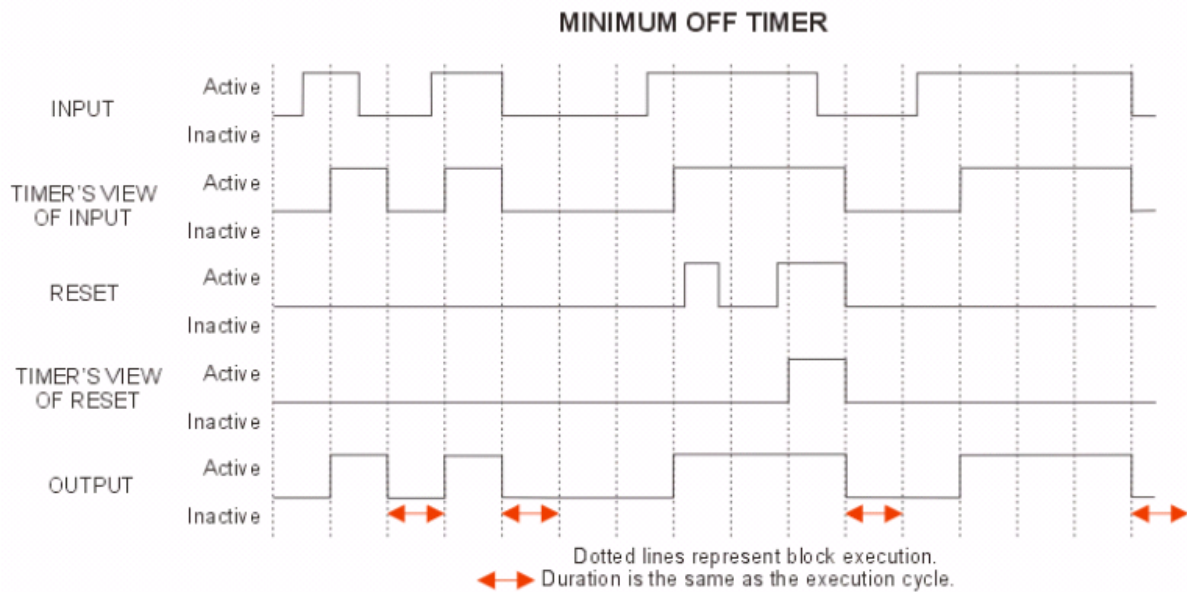 MINIMUM OFF TIMER
INPUT
Active
Inactive
TIMER'S VIEW
OF INPUT
Active
Inactive
RESET
Active
Inactive
TIMER'S VIEW
OF RESET
Active
Inactive
OUTPUT
Active
Inactive
Dotted lines represent block execution.
Duration is the same as the execution cycle.